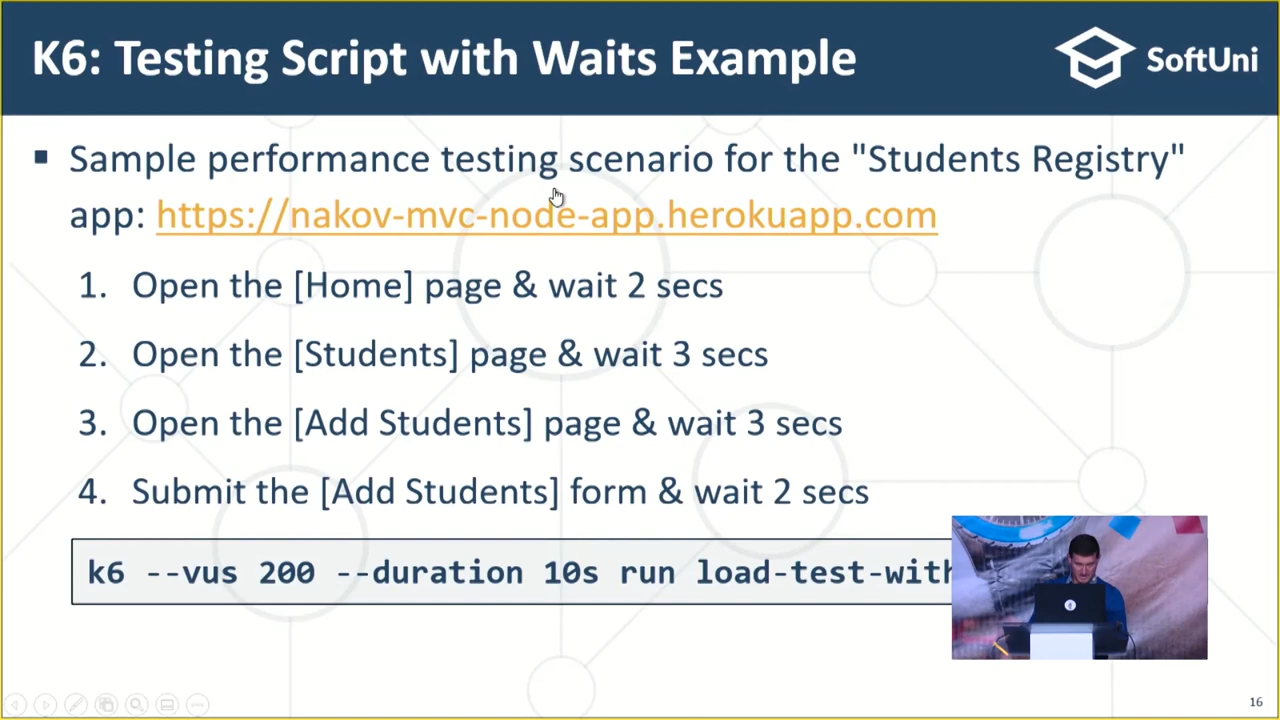 K6: Testing Script with Waits Example
SoftUni
▪ Sample performance testing scenario for the "Students Registry"
app: https://nakov-mvc-node-app.herokuapp.com
1. Open the [Home] page & wait 2 secs
2. Open the [Students] page & wait 3 secs
3. Open the [Add Students] page & wait 3 secs
4. Submit the [Add Students] form & wait 2 secs
k6 --vus 200 --duration 10s run load-test-with
16